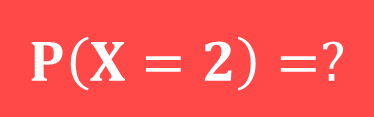 P(X = 2) =?